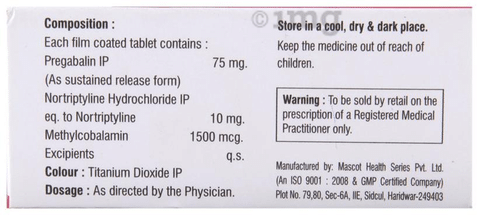 ©1mg
Composition :
Each film coated tablet contains :
Pregabalin IP 75 mg.
(As sustained release form)
Nortriptyline Hydrochloride IP
eq. to Nortriptyline 10 mg.
Methylcobalamin 1500 mcg.
Excipients q.s.
Colour : Titanium Dioxide IP
Dosage : As directed by the Physician.
Store in a cool, dry & dark place.
Keep the medicine out of reach of
children.
Warning : To be sold by retail on the
prescription of a Registered Medical
Practitioner only.
Manufactured by: Mascot Health Series Pvt. Ltd.
(An ISO 9001 : 2008 & GMP Certified Company)
Plot No. 79,80, Sec-6A, IIE, Sidcul, Haridwar-249403